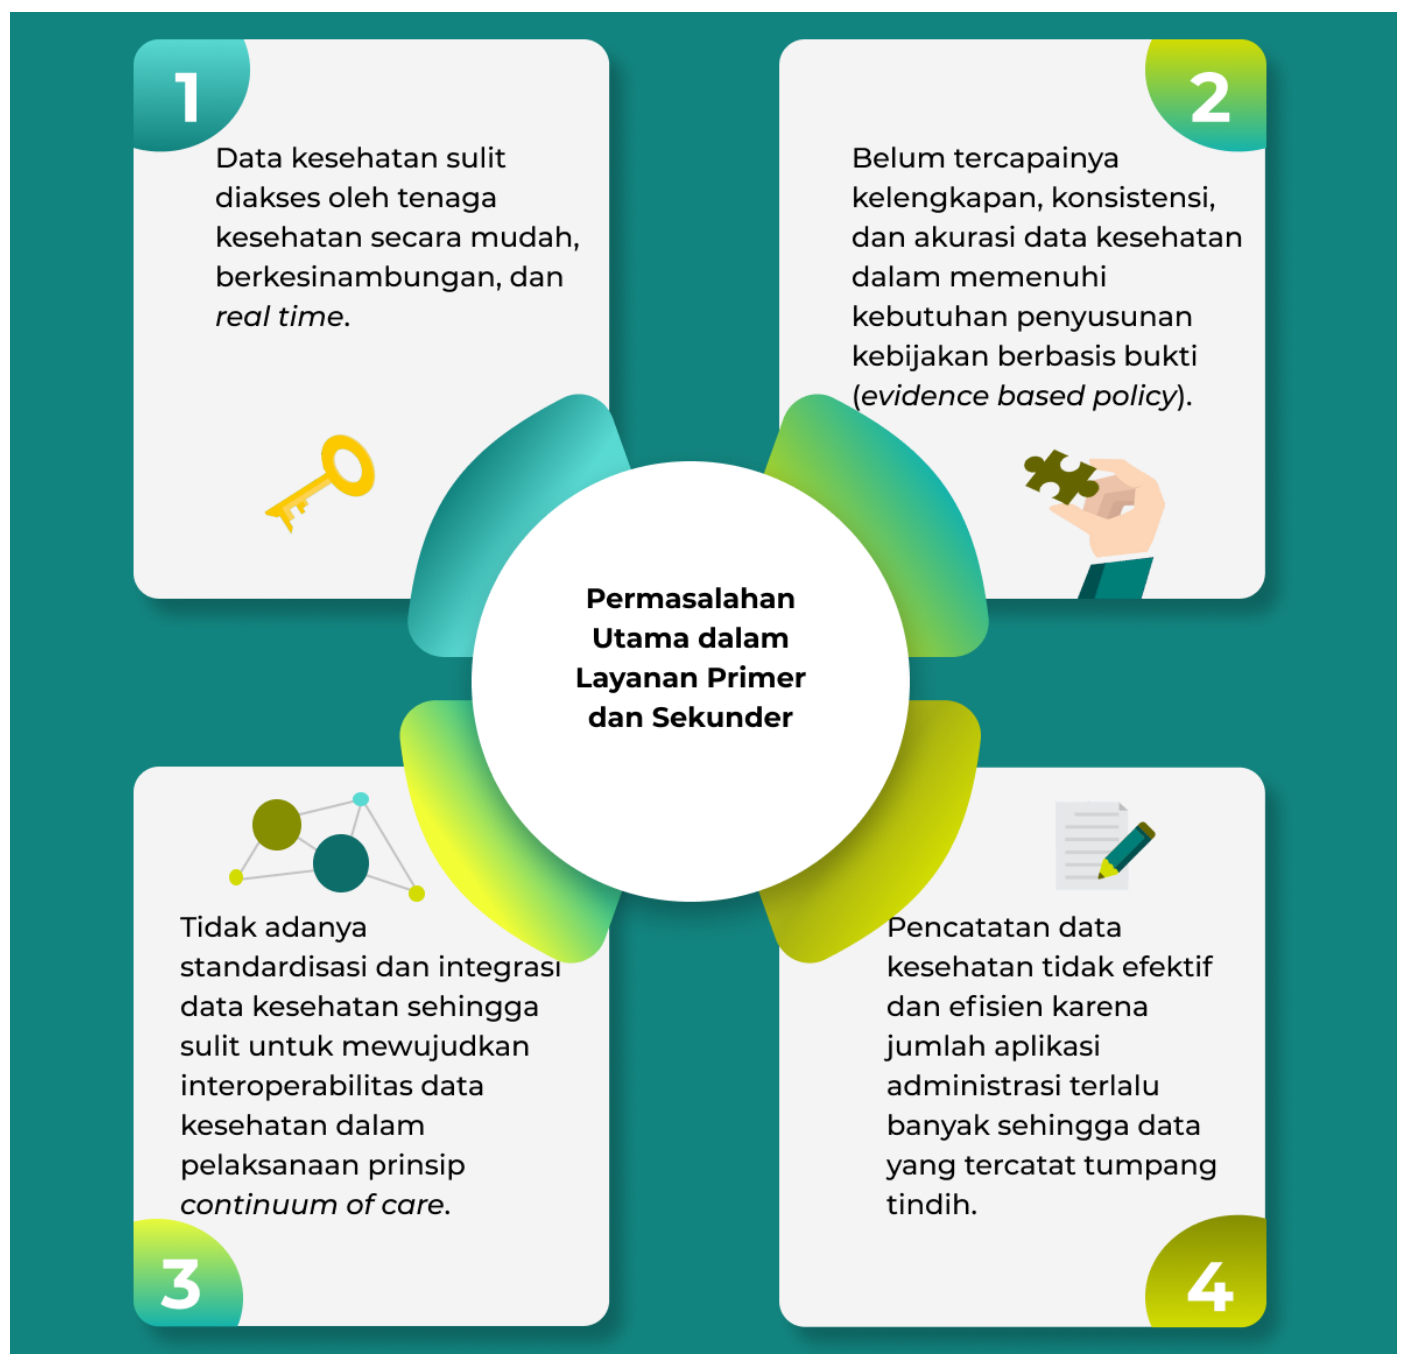 1
Data kesehatan sulit
diakses oleh tenaga
kesehatan secara mudah,
berkesinambungan, dan
real time.
2
Belum tercapainya
kelengkapan, konsistensi,
dan akurasi data kesehatan
dalam memenuhi
kebutuhan penyusunan
kebijakan berbasis bukti
(evidence based policy).
Permasalahan
Utama dalam
Layanan Primer
dan Sekunder
Tidak adanya
standardisasi dan integrasi
data kesehatan sehingga
sulit untuk mewujudkan
interoperabilitas data
kesehatan dalam
pelaksanaan prinsip
continuum of care.
3
Pencatatan data
kesehatan tidak efektif
dan efisien karena
jumlah aplikasi
administrasi terlalu
banyak sehingga data
yang tercatat tumpang
tindih.
4